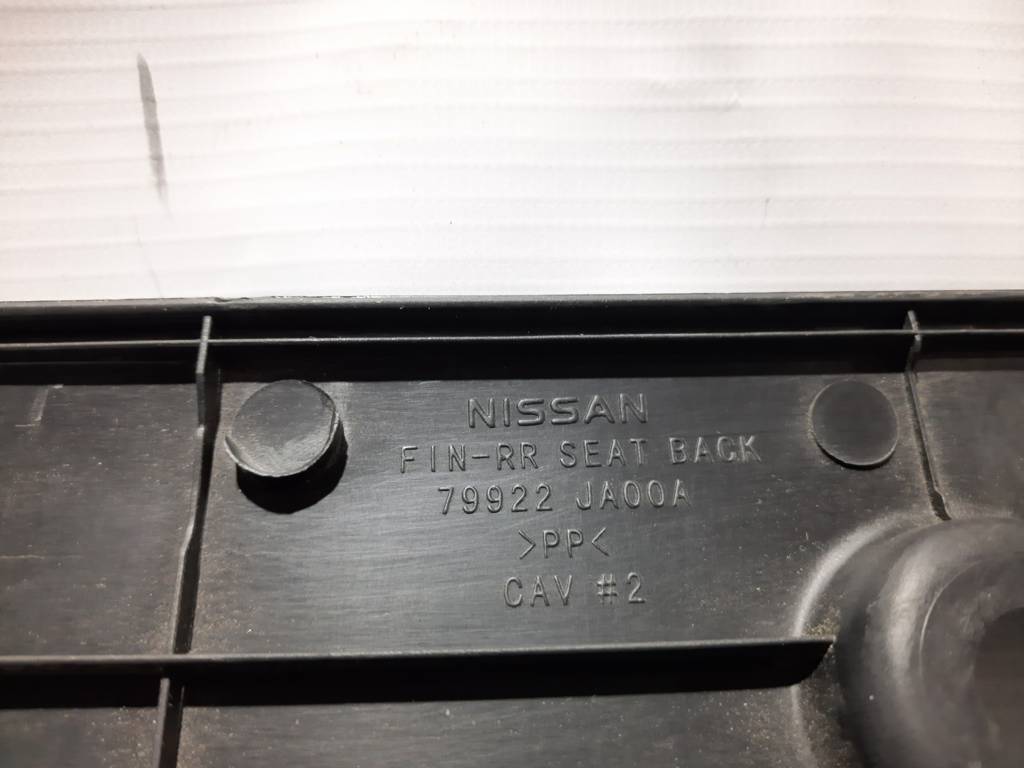 NISSAN
FIN-RR SEAT BACK
79922 JA00A
>PP<
CAV #2